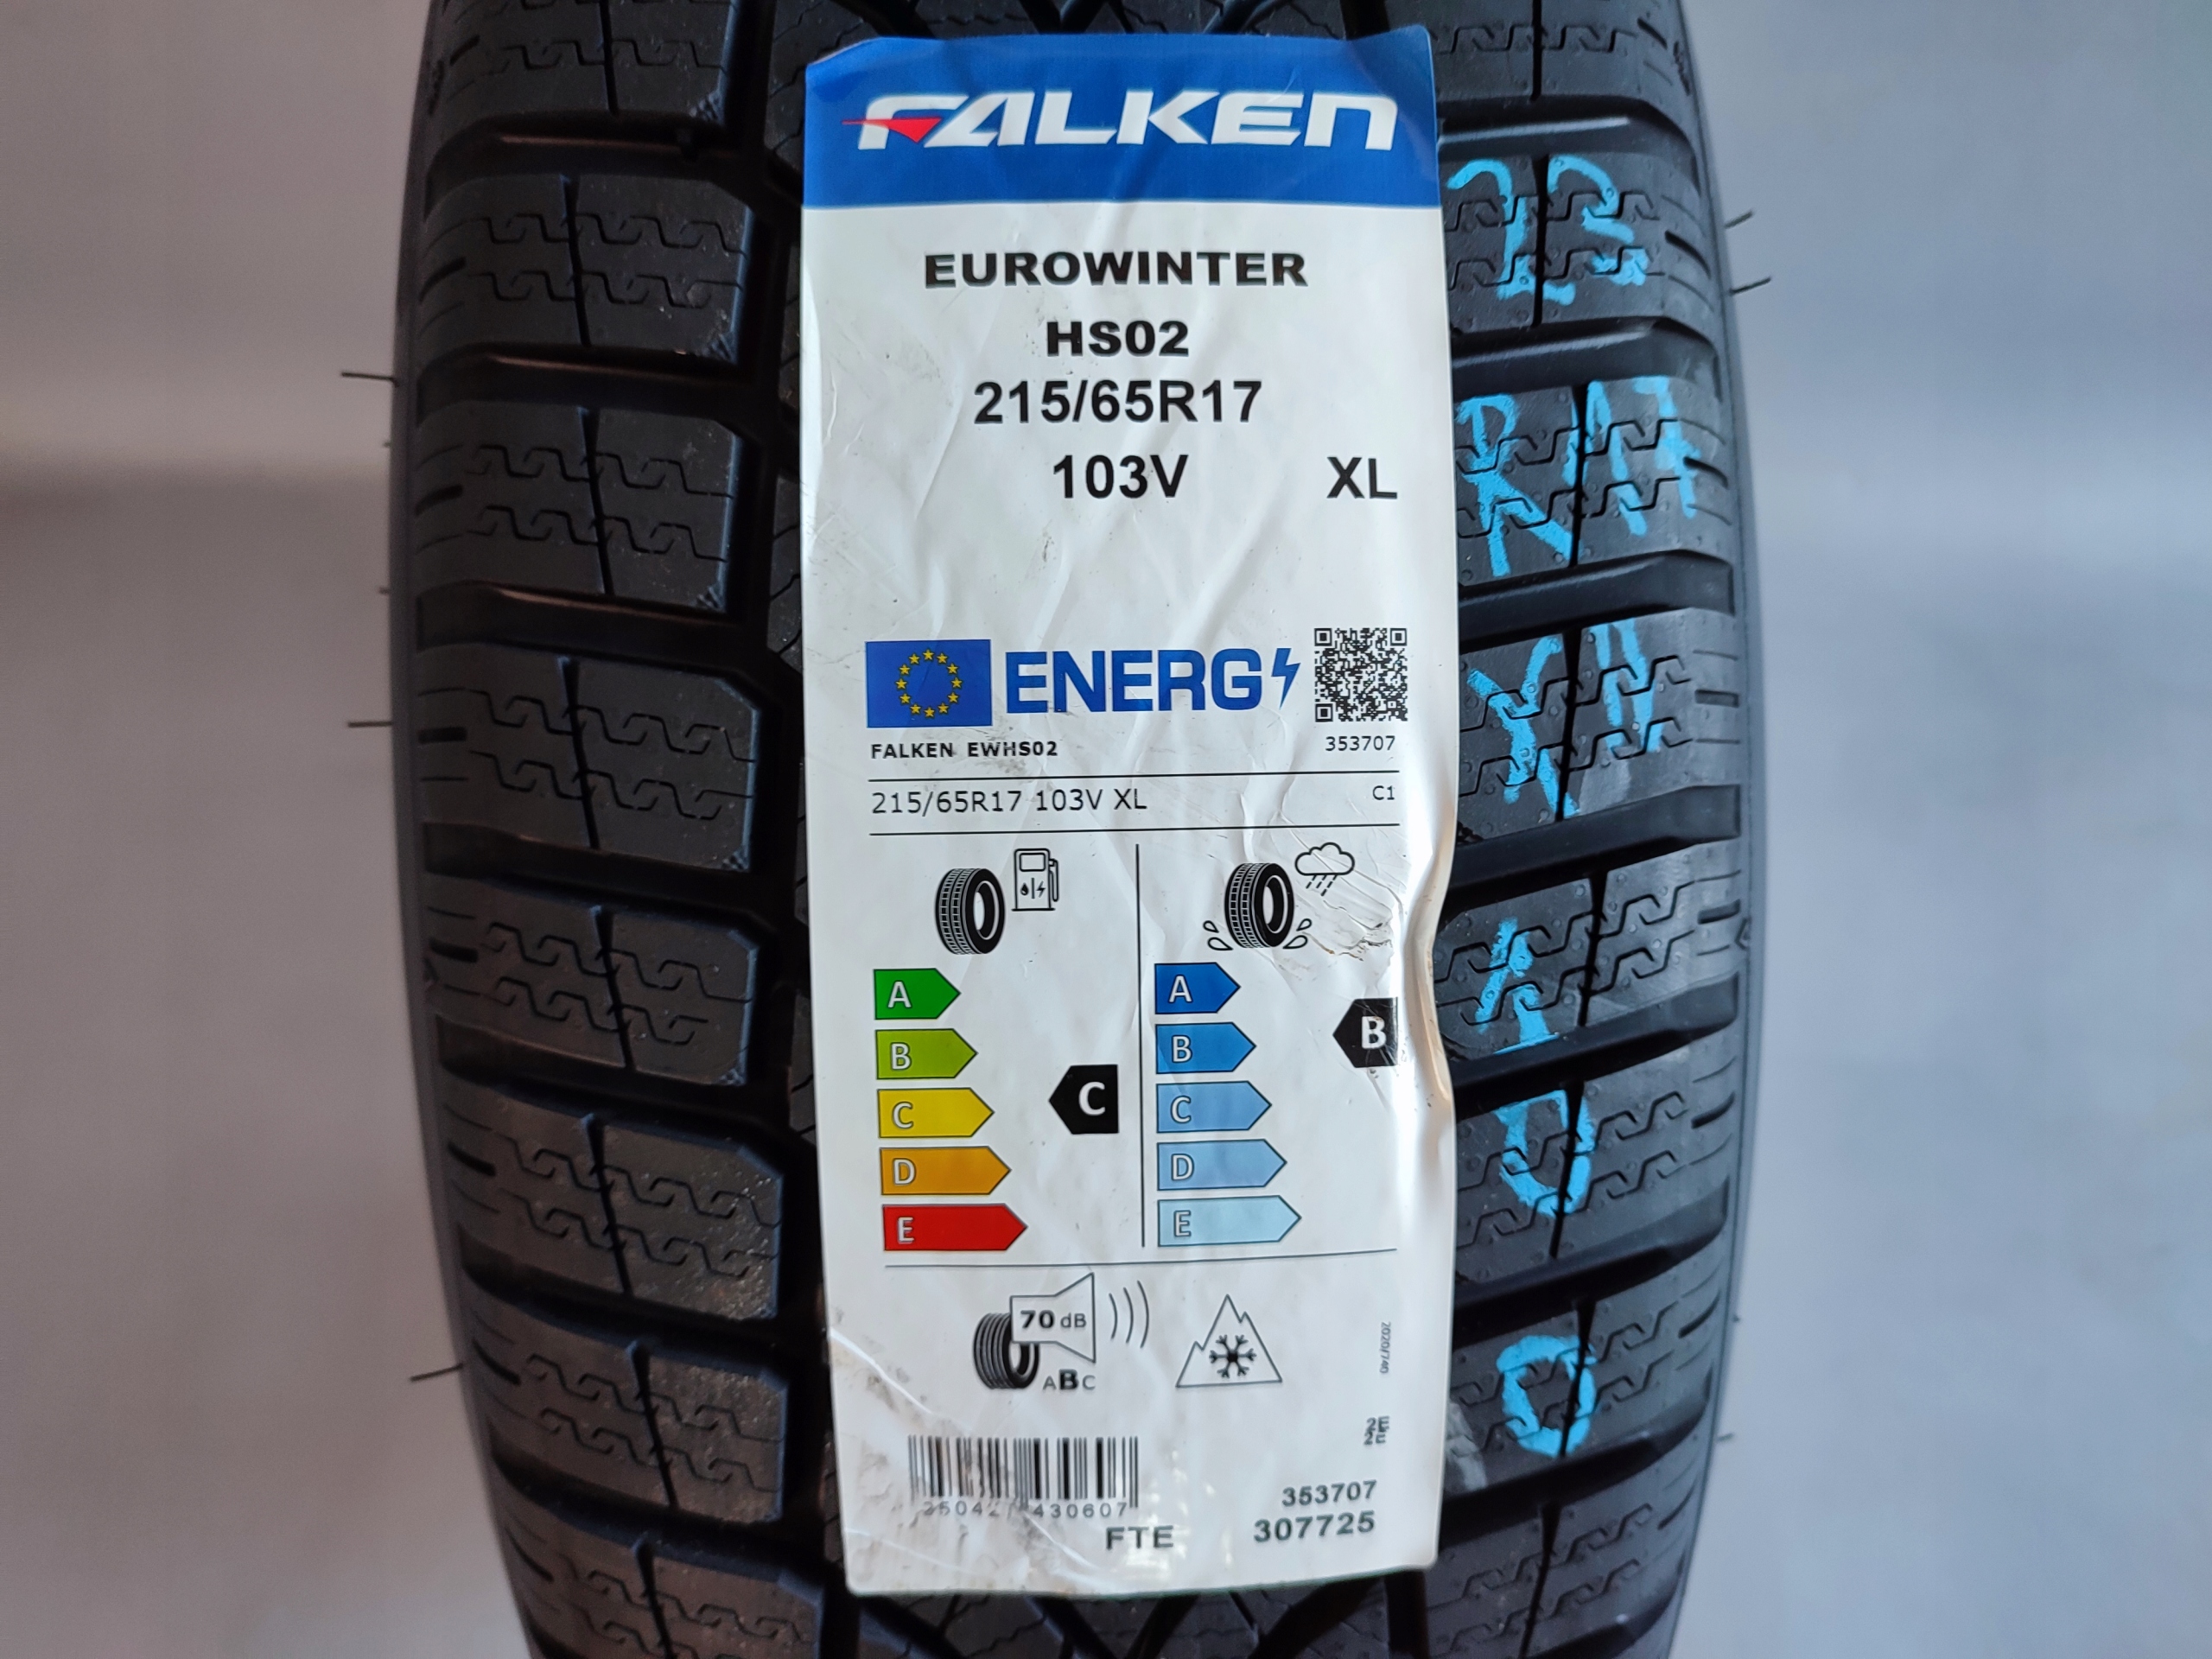 FALKEN
EUROWINTER
HS02
215/65R17
103V XL
ENERG
FALKEN EWHS02 353707
215/65R17 103V XL C1
A A
B B B
C C C
D D
E E
70 dB
ABC
2020/740
353707
FTE 307725
R17